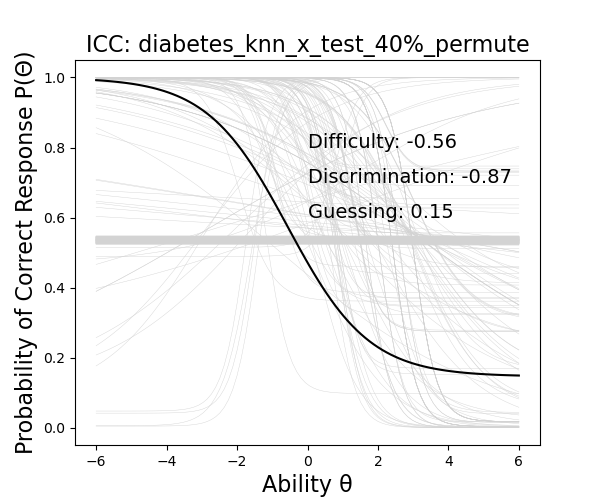 ICC: diabetes_knn_x_test_40%_permute
Probability of Correct Response P(Θ)
1.0
0.8
0.6
0.4
0.2
0.0
Difficulty: -0.56
Discrimination: -0.87
Guessing: 0.15
−6
−4
−2
0
2
4
6
Ability θ